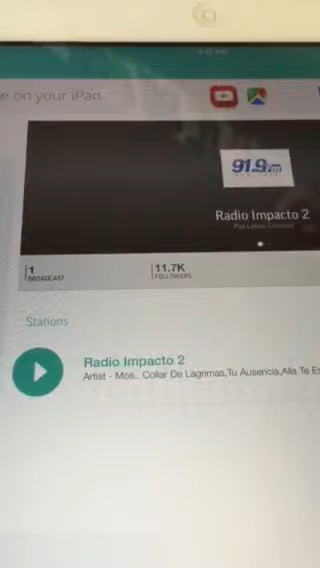 e on your iPad
91.9fm
Radio Impacto 2
1
BROADCAST
11.7K
FOLLOWERS
Stations
Radio Impacto 2
Artist - Mos.. Collar De Lagrimas,Tu Ausencia,Alla Te Es